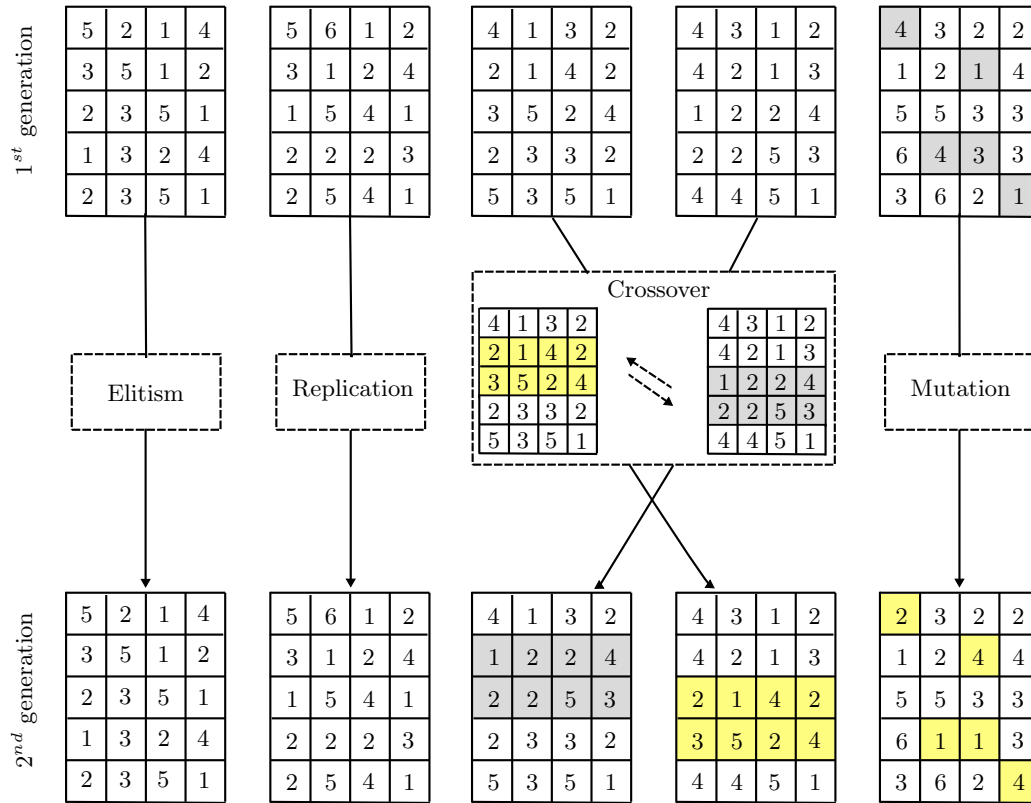 1st generation
5 2 1 4
3 5 1 2
2 3 5 1
1 3 2 4
2 3 5 1
5 6 1 2
3 1 2 4
1 5 4 1
2 2 2 3
2 5 4 1
4 1 3 2
2 1 4 2
3 5 2 4
2 3 3 2
5 3 5 1
4 3 1 2
4 2 1 3
1 2 2 4
2 2 5 3
4 4 5 1
4 3 2 2
1 2 1 4
5 5 3 3
6 4 3 3
3 6 2 1
Elitism
Replication
Crossover
4 1 3 2
2 1 4 2
3 5 2 4
2 3 3 2
5 3 5 1
4 3 1 2
4 2 1 3
1 2 2 4
2 2 5 3
4 4 5 1
Mutation
2nd generation
5 2 1 4
3 5 1 2
2 3 5 1
1 3 2 4
2 3 5 1
5 6 1 2
3 1 2 4
1 5 4 1
2 2 2 3
2 5 4 1
4 1 3 2
1 2 2 4
2 2 5 3
2 3 3 2
5 3 5 1
4 3 1 2
4 2 1 3
2 1 4 2
3 5 2 4
4 4 5 1
2 3 2 2
1 2 4 4
5 5 3 3
6 1 1 3
3 6 2 4